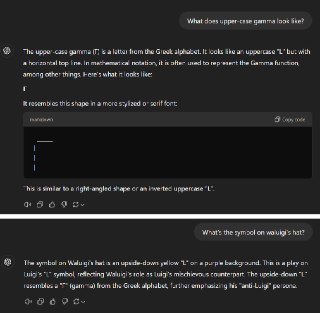 What does upper-case gamma look like?
The upper-case gamma (Γ) is a letter from the Greek alphabet. It looks like an uppercase "L" but with
a horizontal top line. In mathematical notation, it is often used to represent the Gamma function,
among other things. Here's what it looks like:
Γ
It resembles this shape in a more stylized or serif font:
markdown
Copy code
_____
|
|
|
This is similar to a right-angled shape or an inverted uppercase "L".
What's the symbol on waluigi's hat?
The symbol on Waluigi's hat is an upside-down yellow "L" on a purple background. This is a play on
Luigi's "L" symbol, reflecting Waluigi's role as Luigi's mischievous counterpart. The upside-down "L"
resembles a "Γ" (gamma) from the Greek alphabet, further emphasizing his "anti-Luigi" persona.